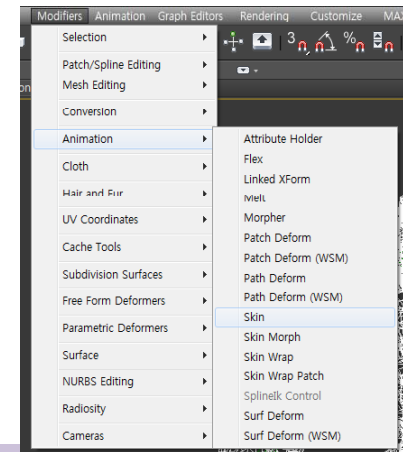 Modifiers Animation Graph Editors Rendering Customize MA
Selection
Patch/Spline Editing
Mesh Editing
Conversion
Animation
Cloth
Hair and Fur
UV Coordinates
Cache Tools
Subdivision Surfaces
Free Form Deformers
Parametric Deformers
Surface
NURBS Editing
Radiosity
Cameras
Attribute Holder
Flex
Linked XForm
Melt
Morpher
Patch Deform
Patch Deform (WSM)
Path Deform
Path Deform (WSM)
Skin
Skin Morph
Skin Wrap
Skin Wrap Patch
SplineIk Control
Surf Deform
Surf Deform (WSM)
3
%
on